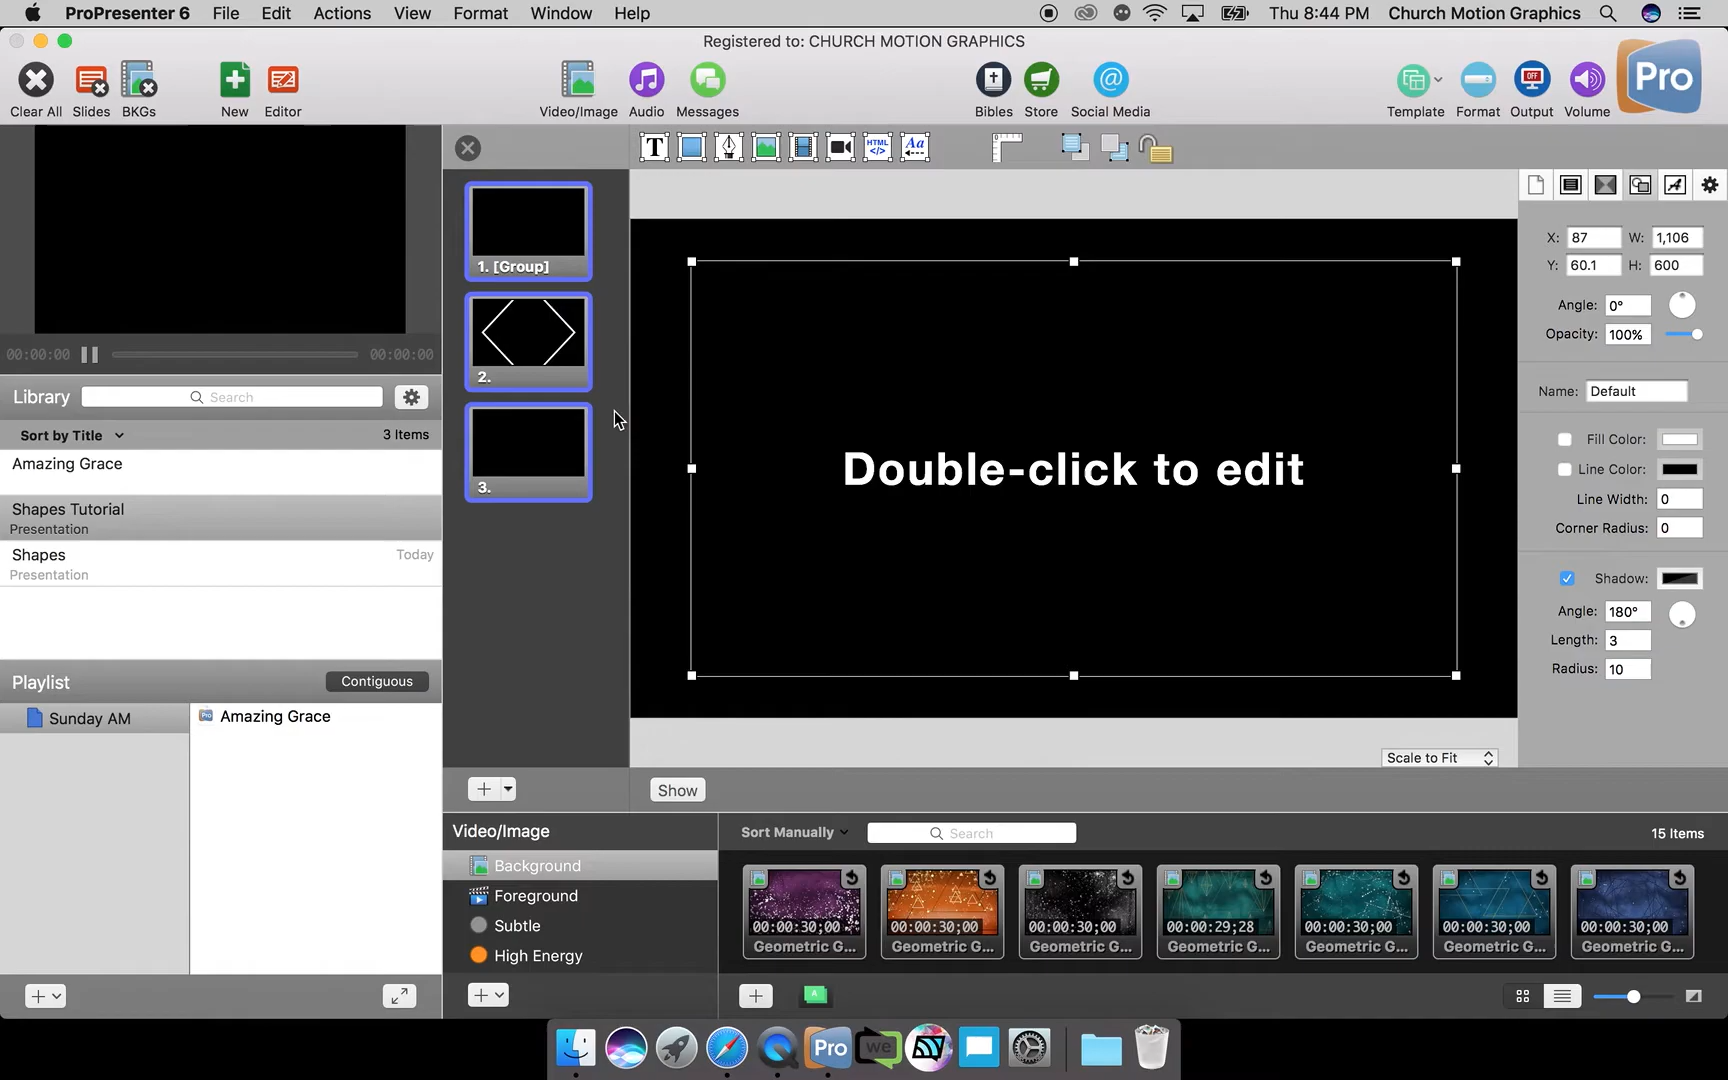 ProPresenter 6 File Edit Actions View Format Window Help Thu 8:44 PM Church Motion Graphics
Registered to: CHURCH MOTION GRAPHICS
Clear All Slides BKGs New Editor Video/Image Audio Messages Bibles Store Social Media Template Format Output Volume
OFF
Pro
T HTML </> Aa
1. [Group]
2.
3.
00:00:00 00:00:00
Library Search
Sort by Title 3 Items
Amazing Grace
Shapes Tutorial
Presentation
Shapes Today
Presentation
Playlist Contiguous
Sunday AM Amazing Grace
Double-click to edit
X: 87 W: 1,106
Y: 60.1 H: 600
Angle: 0°
Opacity: 100%
Name: Default
Fill Color:
Line Color:
Line Width: 0
Corner Radius: 0
Shadow:
Angle: 180°
Length: 3
Radius: 10
Scale to Fit
Show
Video/Image Sort Manually Search 15 Items
Background
Foreground
Subtle
High Energy
00:00:30;00 00:00:30;00 00:00:30;00 00:00:29;28 00:00:30;00 00:00:30;00 00:00:30;00
Geometric G... Geometric G... Geometric G... Geometric G... Geometric G... Geometric G... Geometric G...
A
Pro we